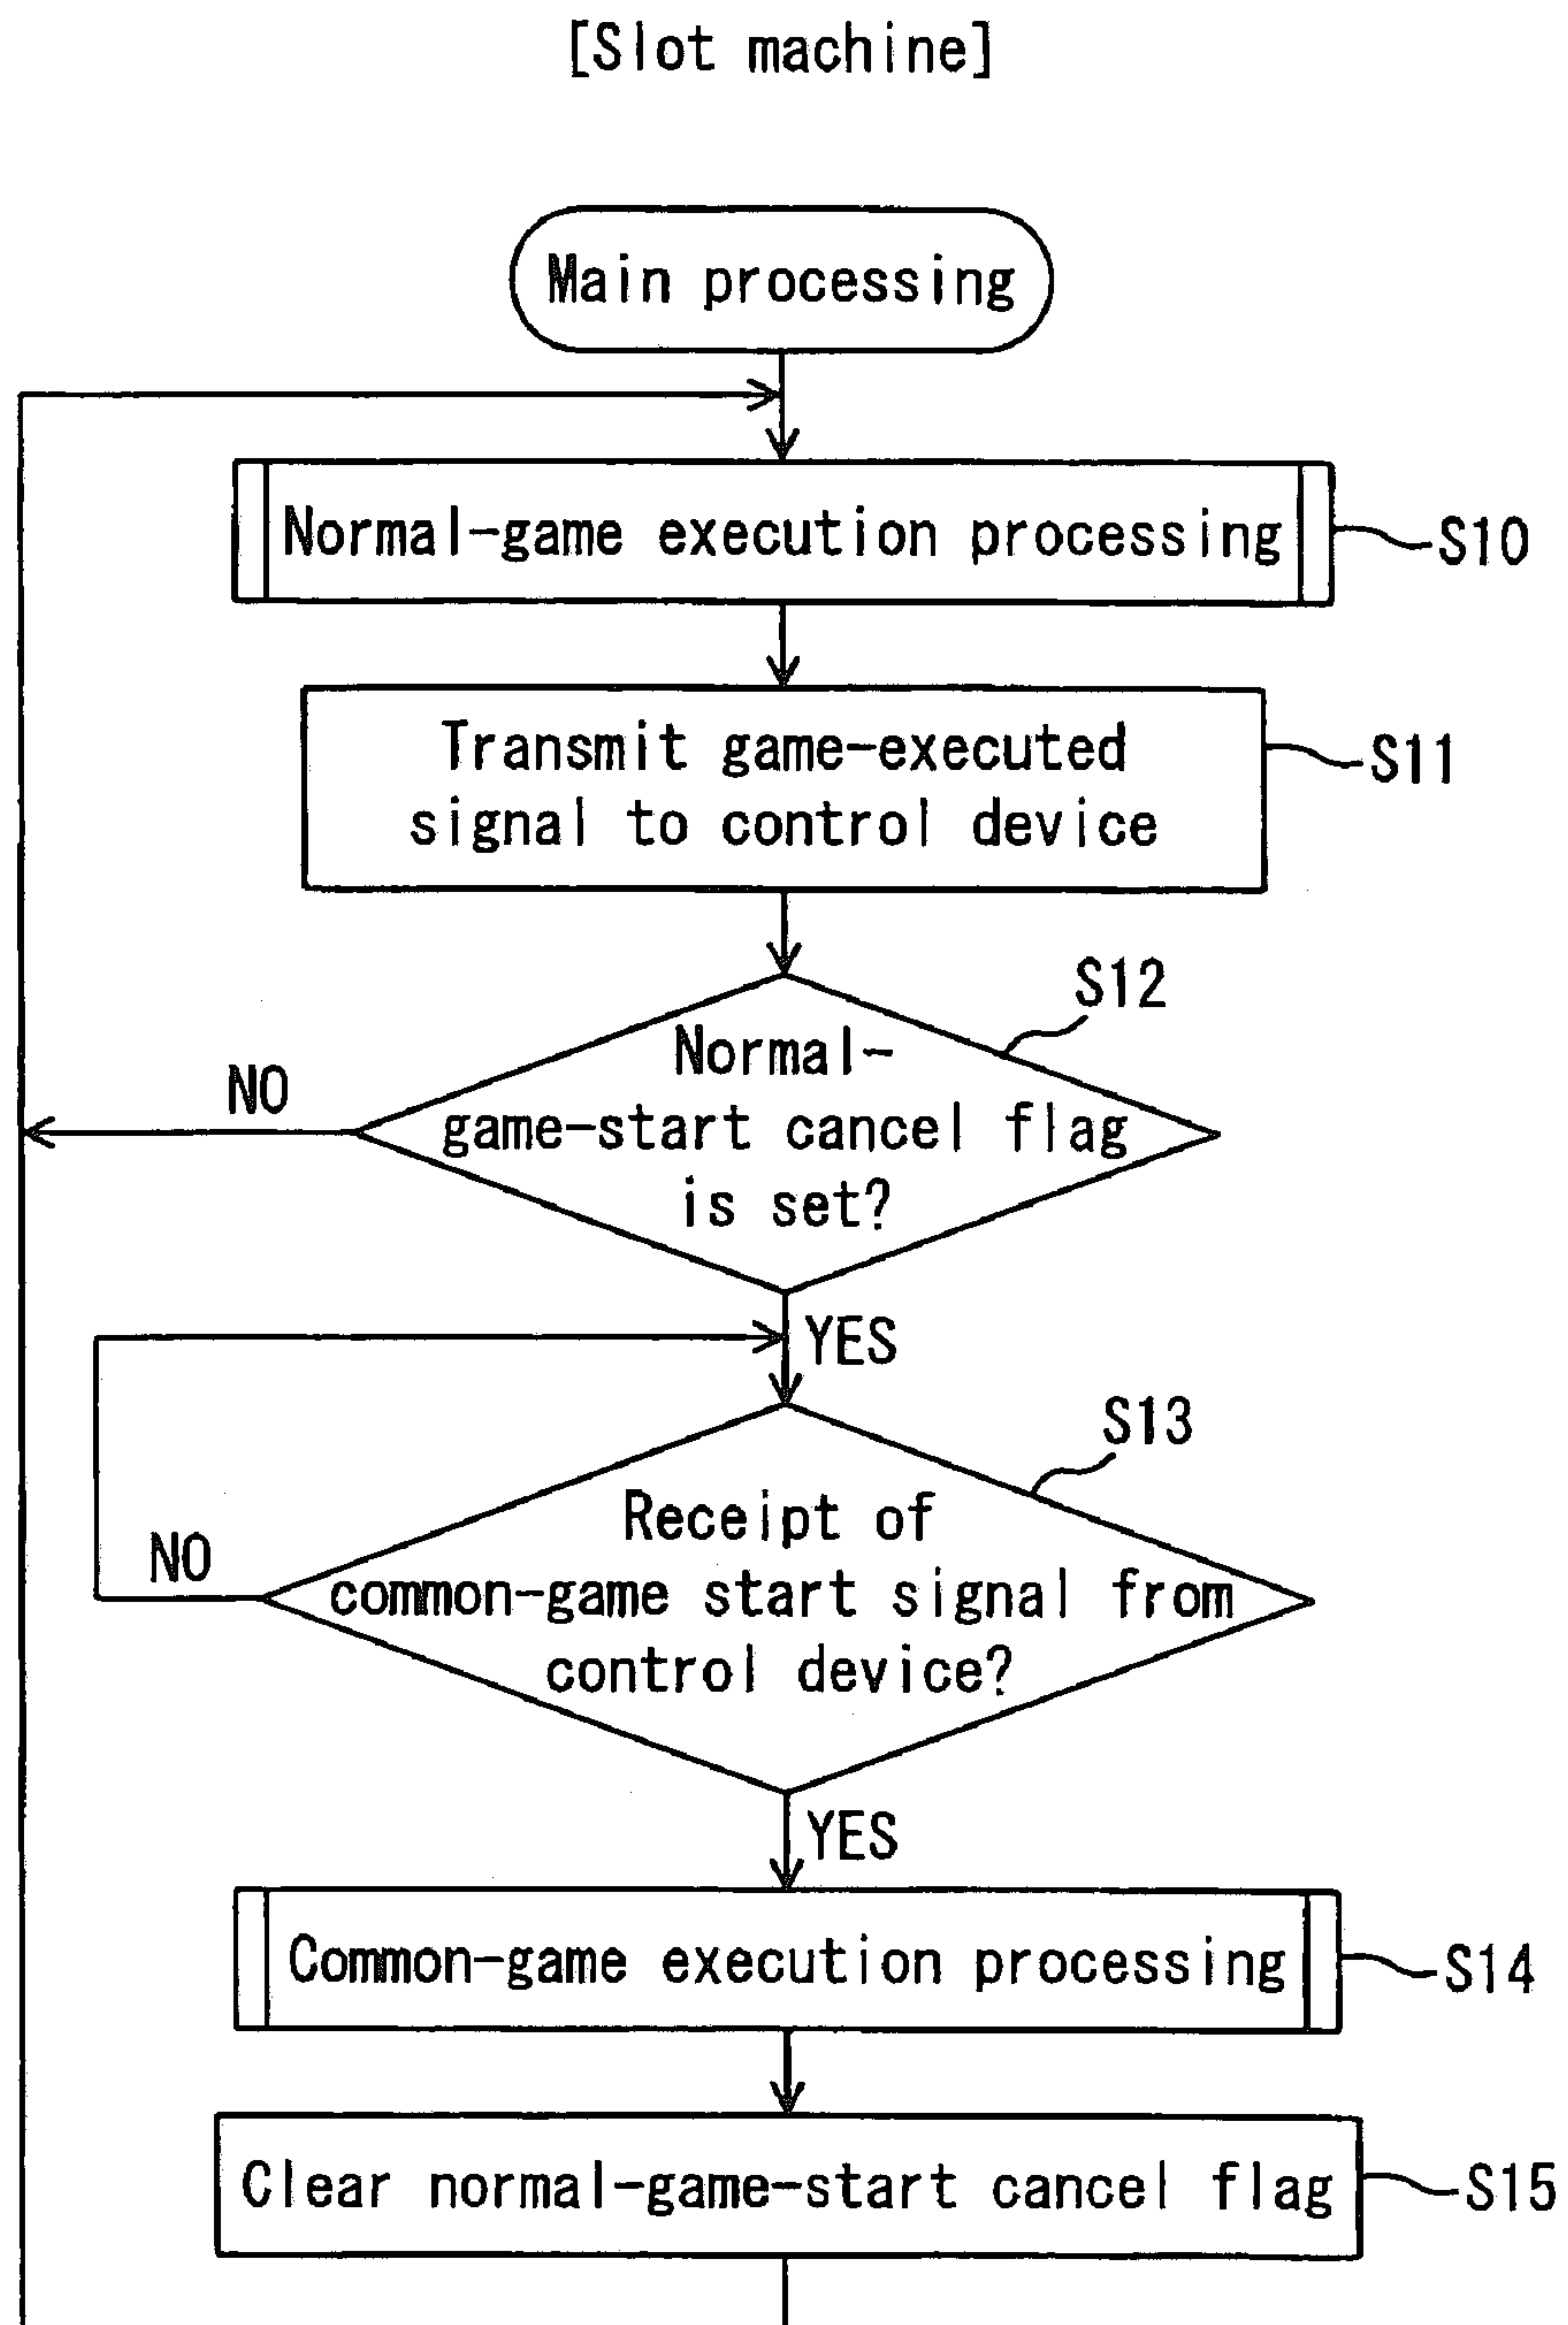 [Slot machine]
Main processing
Normal-game execution processing
S10
Transmit game-executed
signal to control device
S11
S12
Normal-
game-start cancel flag
is set?
NO
YES
S13
Receipt of
common-game start signal from
control device?
NO
YES
Common-game execution processing
S14
Clear normal-game-start cancel flag
S15